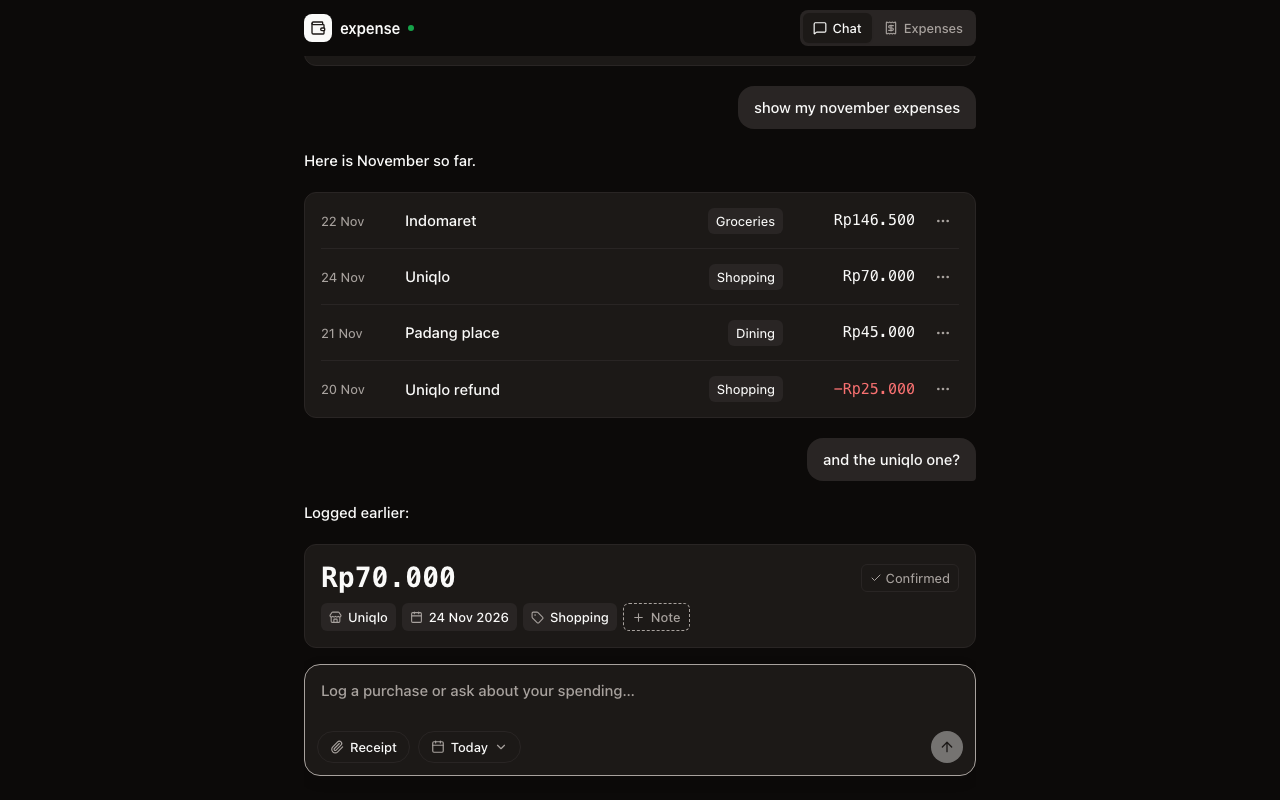 expense
Chat
Expenses
show my november expenses
Here is November so far.
22 Nov Indomaret Groceries Rp146.500
24 Nov Uniqlo Shopping Rp70.000
21 Nov Padang place Dining Rp45.000
20 Nov Uniqlo refund Shopping −Rp25.000
and the uniqlo one?
Logged earlier:
Rp70.000 Confirmed
Uniqlo 24 Nov 2026 Shopping + Note
Log a purchase or ask about your spending...
Receipt Today